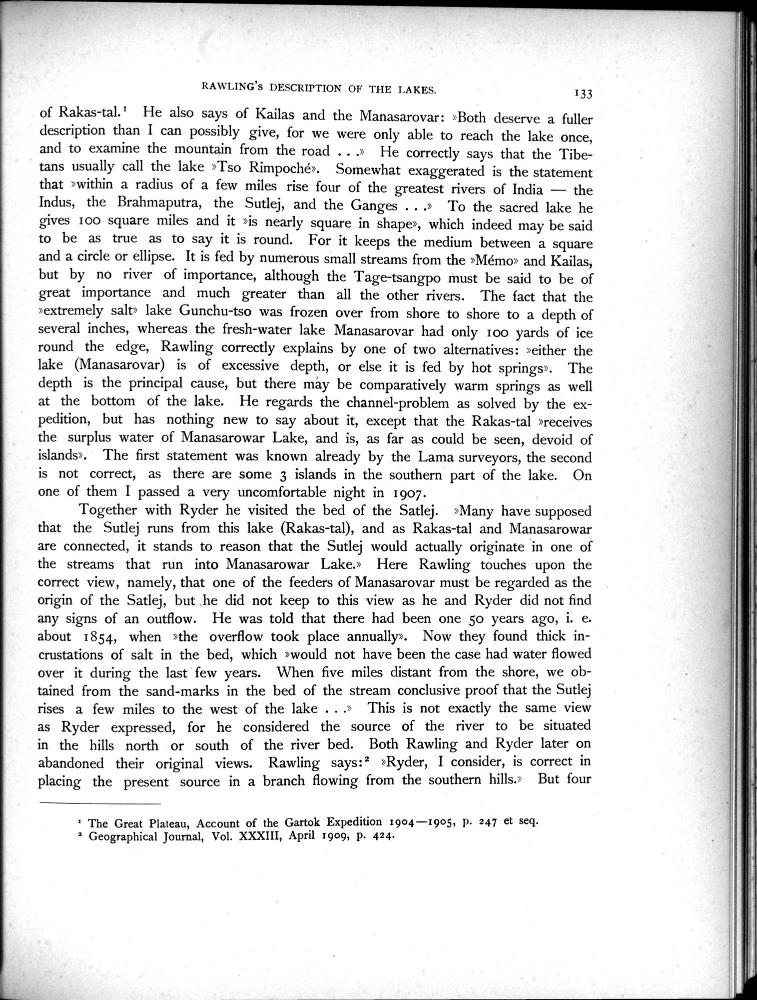 RAWLING'S DESCRIPTION OF THE LAKES.
133
of Rakas-tal.¹ He also says of Kailas and the Manasarovar: »Both deserve a fuller
description than I can possibly give, for we were only able to reach the lake once,
and to examine the mountain from the road . . .» He correctly says that the Tibe-
tans usually call the lake »Tso Rimpoché». Somewhat exaggerated is the statement
that »within a radius of a few miles rise four of the greatest rivers of India — the
Indus, the Brahmaputra, the Sutlej, and the Ganges . . .» To the sacred lake he
gives 100 square miles and it »is nearly square in shape», which indeed may be said
to be as true as to say it is round. For it keeps the medium between a square
and a circle or ellipse. It is fed by numerous small streams from the »Mémo» and Kailas,
but by no river of importance, although the Tage-tsangpo must be said to be of
great importance and much greater than all the other rivers. The fact that the
»extremely salt» lake Gunchu-tso was frozen over from shore to shore to a depth of
several inches, whereas the fresh-water lake Manasarovar had only 100 yards of ice
round the edge, Rawling correctly explains by one of two alternatives: »either the
lake (Manasarovar) is of excessive depth, or else it is fed by hot springs». The
depth is the principal cause, but there may be comparatively warm springs as well
at the bottom of the lake. He regards the channel-problem as solved by the ex-
pedition, but has nothing new to say about it, except that the Rakas-tal »receives
the surplus water of Manasarowar Lake, and is, as far as could be seen, devoid of
islands». The first statement was known already by the Lama surveyors, the second
is not correct, as there are some 3 islands in the southern part of the lake. On
one of them I passed a very uncomfortable night in 1907.
Together with Ryder he visited the bed of the Satlej. »Many have supposed
that the Sutlej runs from this lake (Rakas-tal), and as Rakas-tal and Manasarowar
are connected, it stands to reason that the Sutlej would actually originate in one of
the streams that run into Manasarowar Lake.» Here Rawling touches upon the
correct view, namely, that one of the feeders of Manasarovar must be regarded as the
origin of the Satlej, but he did not keep to this view as he and Ryder did not find
any signs of an outflow. He was told that there had been one 50 years ago, i. e.
about 1854, when »the overflow took place annually». Now they found thick in-
crustations of salt in the bed, which »would not have been the case had water flowed
over it during the last few years. When five miles distant from the shore, we ob-
tained from the sand-marks in the bed of the stream conclusive proof that the Sutlej
rises a few miles to the west of the lake . . .» This is not exactly the same view
as Ryder expressed, for he considered the source of the river to be situated
in the hills north or south of the river bed. Both Rawling and Ryder later on
abandoned their original views. Rawling says:² »Ryder, I consider, is correct in
placing the present source in a branch flowing from the southern hills.» But four
¹ The Great Plateau, Account of the Gartok Expedition 1904—1905, p. 247 et seq.
² Geographical Journal, Vol. XXXIII, April 1909, p. 424.